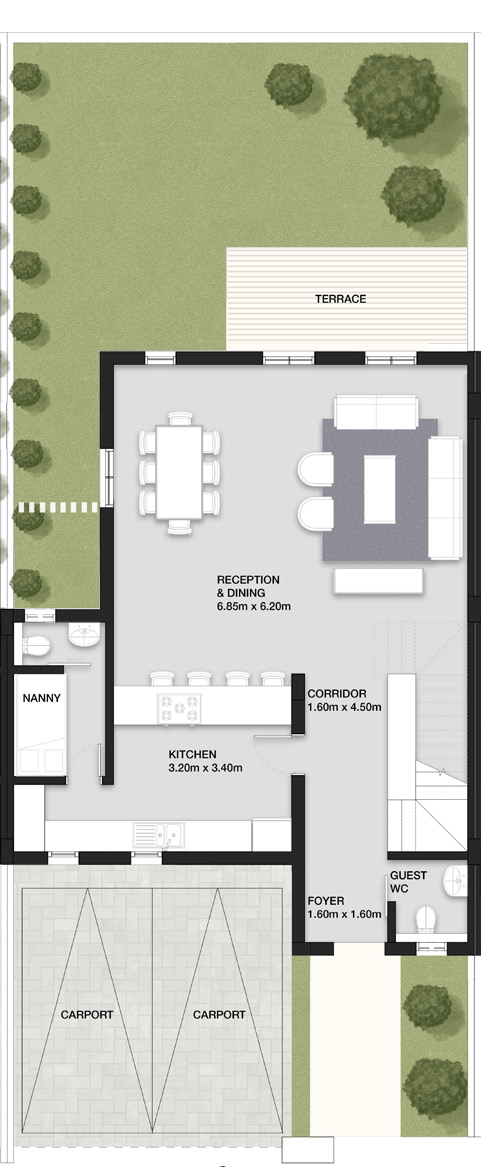 TERRACE
RECEPTION
& DINING
6.85m x 6.20m
NANNY
CORRIDOR
1.60m x 4.50m
KITCHEN
3.20m x 3.40m
GUEST
WC
FOYER
1.60m x 1.60m
CARPORT
CARPORT